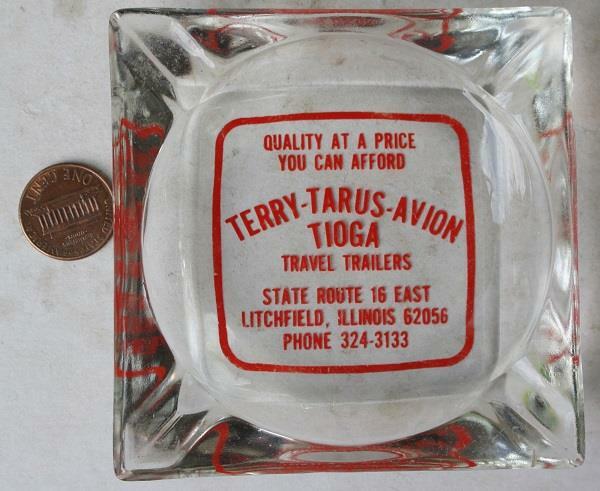 QUALITY AT A PRICE
YOU CAN AFFORD
TERRY-TARUS-AVION
TIOGA
TRAVEL TRAILERS
STATE ROUTE 16 EAST
LITCHFIELD, ILLINOIS 62056
PHONE 324-3133
ONE CENT